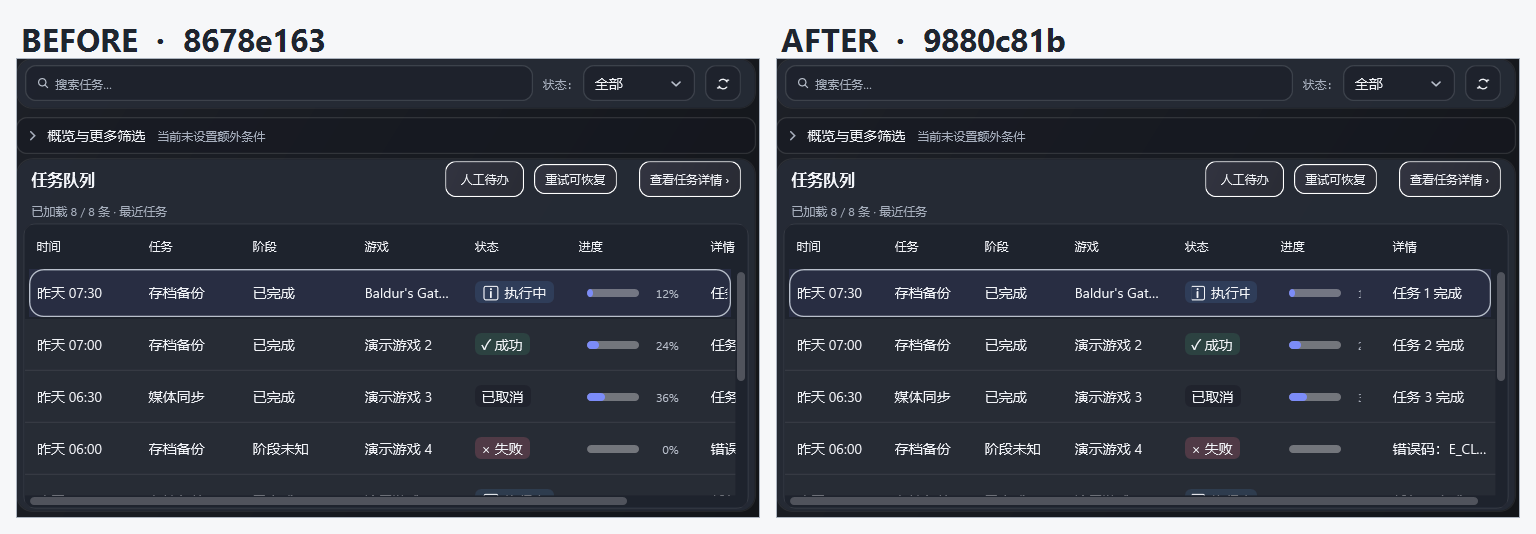 BEFORE · 8678e163
搜索任务...
状态：
全部
概览与更多筛选 当前未设置额外条件
任务队列
人工待办
重试可恢复
查看任务详情 ›
已加载 8 / 8 条 · 最近任务
时间 任务 阶段 游戏 状态 进度 详情
昨天 07:30 存档备份 已完成 Baldur's Gat... 执行中 12% 任
昨天 07:00 存档备份 已完成 演示游戏 2 ✓ 成功 24% 任务
昨天 06:30 媒体同步 已完成 演示游戏 3 已取消 36% 任务
昨天 06:00 存档备份 阶段未知 演示游戏 4 × 失败 0% 错误
AFTER · 9880c81b
搜索任务...
状态：
全部
概览与更多筛选 当前未设置额外条件
任务队列
人工待办
重试可恢复
查看任务详情 ›
已加载 8 / 8 条 · 最近任务
时间 任务 阶段 游戏 状态 进度 详情
昨天 07:30 存档备份 已完成 Baldur's Gat... 执行中 任务 1 完成
昨天 07:00 存档备份 已完成 演示游戏 2 ✓ 成功 任务 2 完成
昨天 06:30 媒体同步 已完成 演示游戏 3 已取消 任务 3 完成
昨天 06:00 存档备份 阶段未知 演示游戏 4 × 失败 错误码：E_CL...